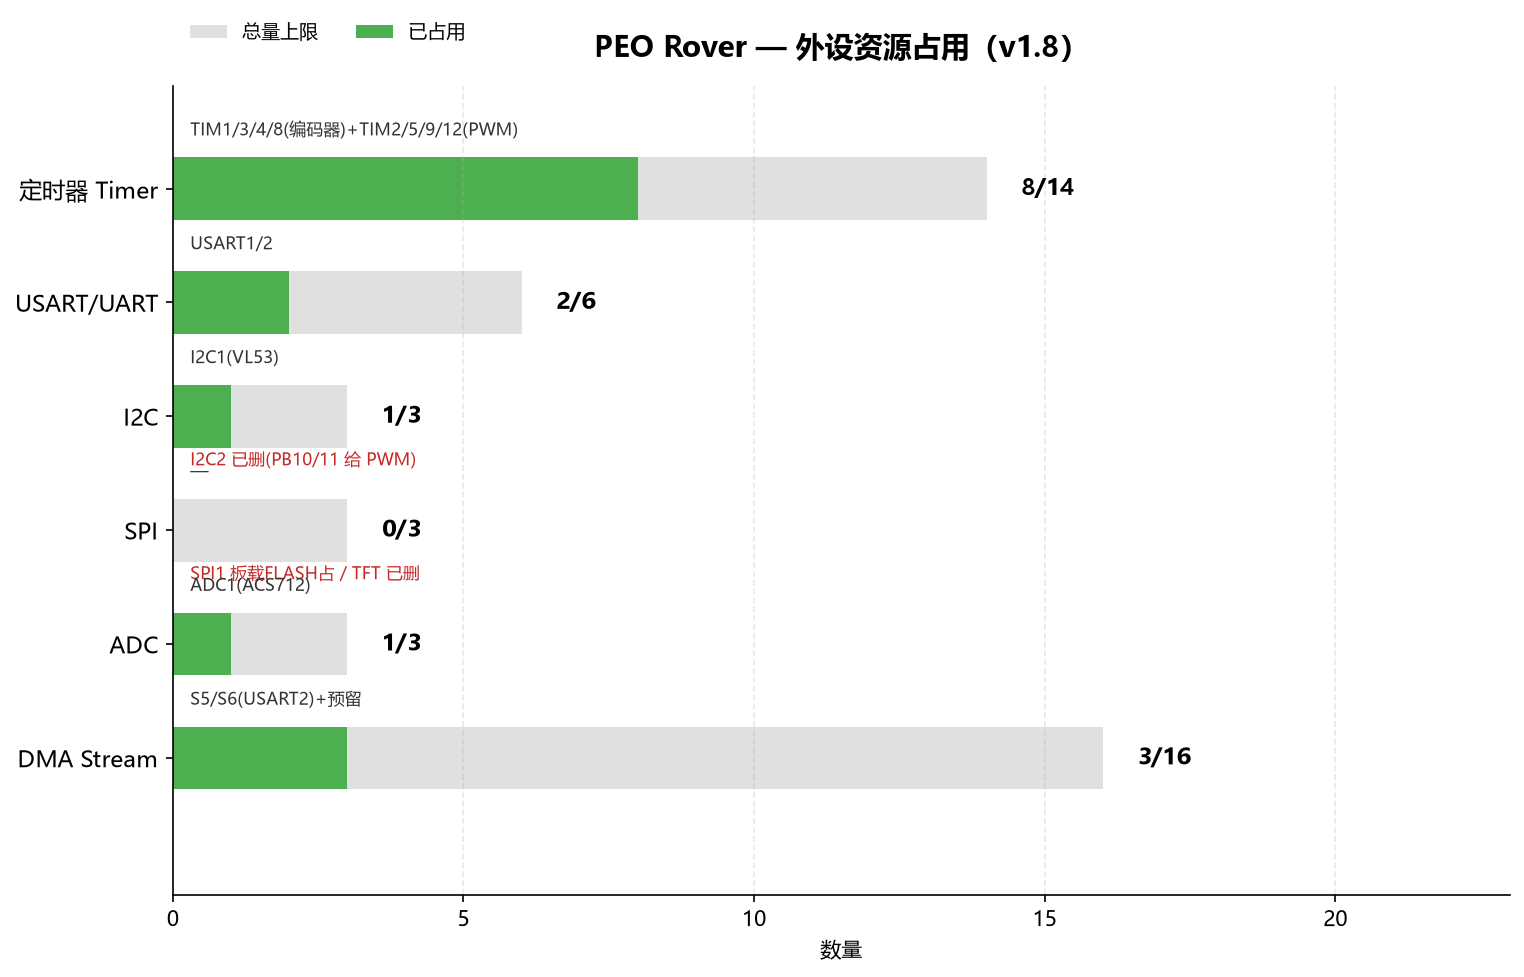 总量上限 已占用
PEO Rover — 外设资源占用（v1.8）
TIM1/3/4/8(编码器)+TIM2/5/9/12(PWM)
定时器 Timer 8/14
USART1/2
USART/UART 2/6
I2C1(VL53)
I2C 1/3
I2C2 已删(PB10/11 给 PWM)
—
SPI 0/3
SPI1 板载FLASH占 / TFT 已删
ADC1(ACS712)
ADC 1/3
S5/S6(USART2)+预留
DMA Stream 3/16
0 5 10 15 20
数量